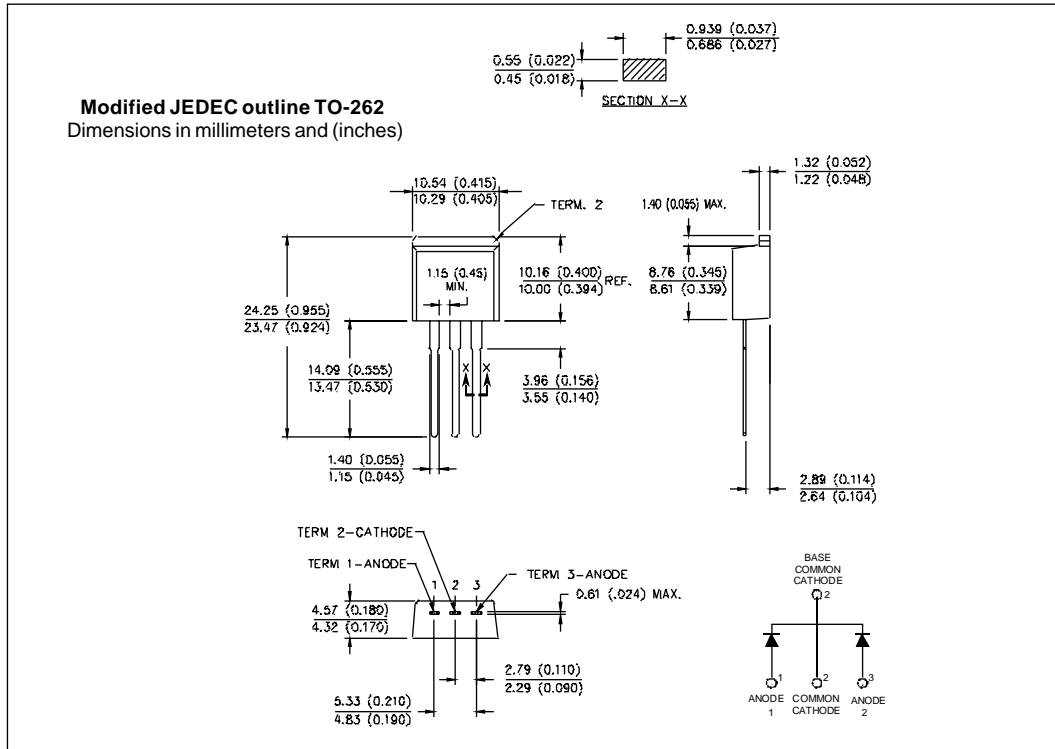 0.939 (0.037)
0.686 (0.027)
0.55 (0.022)
0.45 (0.018)
SECTION X-X
Modified JEDEC outline TO-262
Dimensions in millimeters and (inches)
10.54 (0.415)
10.29 (0.405)
TERM. 2
1.32 (0.052)
1.22 (0.048)
1.40 (0.055) MAX.
1.15 (0.45)
MIN.
10.16 (0.400)
10.00 (0.394)
REF.
8.76 (0.345)
8.61 (0.339)
24.25 (0.955)
23.47 (0.924)
14.09 (0.555)
13.47 (0.530)
X X
3.96 (0.156)
3.55 (0.140)
1.40 (0.055)
1.15 (0.045)
2.89 (0.114)
2.64 (0.104)
TERM 2-CATHODE
TERM 1-ANODE
TERM 3-ANODE
1 2 3
0.61 (.024) MAX.
4.57 (0.180)
4.32 (0.170)
2.79 (0.110)
2.29 (0.090)
5.33 (0.210)
4.83 (0.190)
BASE
COMMON
CATHODE
2
1 2 3
ANODE COMMON ANODE
1 CATHODE 2